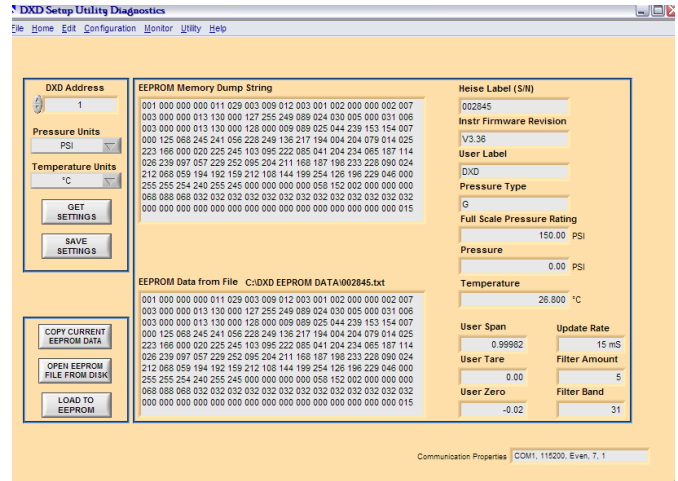 DXD Setup Utility Diagnostics
File Home Edit Configuration Monitor Utility Help
DXD Address
1
Pressure Units
PSI
Temperature Units
°C
GET
SETTINGS
SAVE
SETTINGS
COPY CURRENT
EEPROM DATA
OPEN EEPROM
FILE FROM DISK
LOAD TO
EEPROM
EEPROM Memory Dump String
001 000 000 000 011 029 003 009 012 003 001 002 000 000 002 007
003 000 000 013 130 000 127 255 249 089 024 030 005 000 031 006
003 000 000 013 130 000 128 000 009 089 025 044 239 153 154 007
000 125 068 245 241 056 228 249 136 217 194 004 204 079 014 025
223 166 000 020 225 245 103 095 222 085 041 204 234 065 187 114
026 239 097 057 229 252 095 204 211 168 187 198 233 228 090 024
212 068 059 194 192 159 212 108 144 199 254 126 196 229 046 000
255 255 254 240 255 245 000 000 000 000 058 152 002 000 000 000
068 088 068 032 032 032 032 032 032 032 032 032 032 032 032 032
000 000 000 000 000 000 000 000 000 000 000 000 000 000 000 015
EEPROM Data from File C:\DXD EEPROM DATA\002845.txt
001 000 000 000 011 029 003 009 012 003 001 002 000 000 002 007
003 000 000 013 130 000 127 255 249 089 024 030 005 000 031 006
003 000 000 013 130 000 128 000 009 089 025 044 239 153 154 007
000 125 068 245 241 056 228 249 136 217 194 004 204 079 014 025
223 166 000 020 225 245 103 095 222 085 041 204 234 065 187 114
026 239 097 057 229 252 095 204 211 168 187 198 233 228 090 024
212 068 059 194 192 159 212 108 144 199 254 126 196 229 046 000
255 255 254 240 255 245 000 000 000 000 058 152 002 000 000 000
068 088 068 032 032 032 032 032 032 032 032 032 032 032 032 032
000 000 000 000 000 000 000 000 000 000 000 000 000 000 000 015
Heise Label (S/N)
002845
Instr Firmware Revision
V3.36
User Label
DXD
Pressure Type
G
Full Scale Pressure Rating
150.00 PSI
Pressure
0.00 PSI
Temperature
26.800 °C
User Span
0.99982
User Tare
0.00
User Zero
-0.02
Update Rate
15 mS
Filter Amount
5
Filter Band
31
Communication Properties COM1, 115200, Even, 7, 1